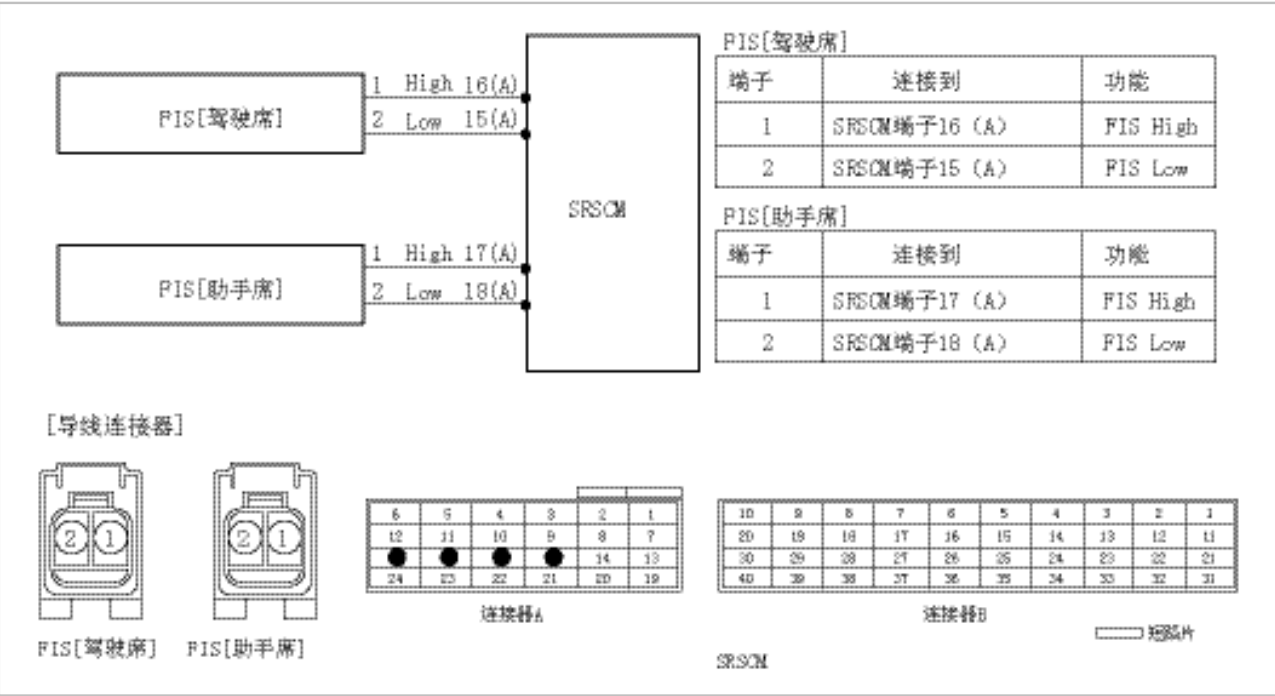 FIS[驾驶席]
1 High 16(A)
2 Low 15(A)
FIS[助手席]
1 High 17(A)
2 Low 18(A)
SRSCM
FIS[驾驶席]
端子 连接到 功能
1 SRSCM端子16 (A) FIS High
2 SRSCM端子15 (A) FIS Low
FIS[助手席]
端子 连接到 功能
1 SRSCM端子17 (A) FIS High
2 SRSCM端子18 (A) FIS Low
[导线连接器]
2 1
FIS[驾驶席]
2 1
FIS[助手席]
6 5 4 3 2 1
12 11 10 9 8 7
14 13
24 23 22 21 20 19
连接器A
10 9 8 7 6 5 4 3 2 1
20 19 18 17 16 15 14 13 12 11
30 29 28 27 26 25 24 23 22 21
40 39 38 37 36 35 34 33 32 31
连接器B
短路片
SRSCM